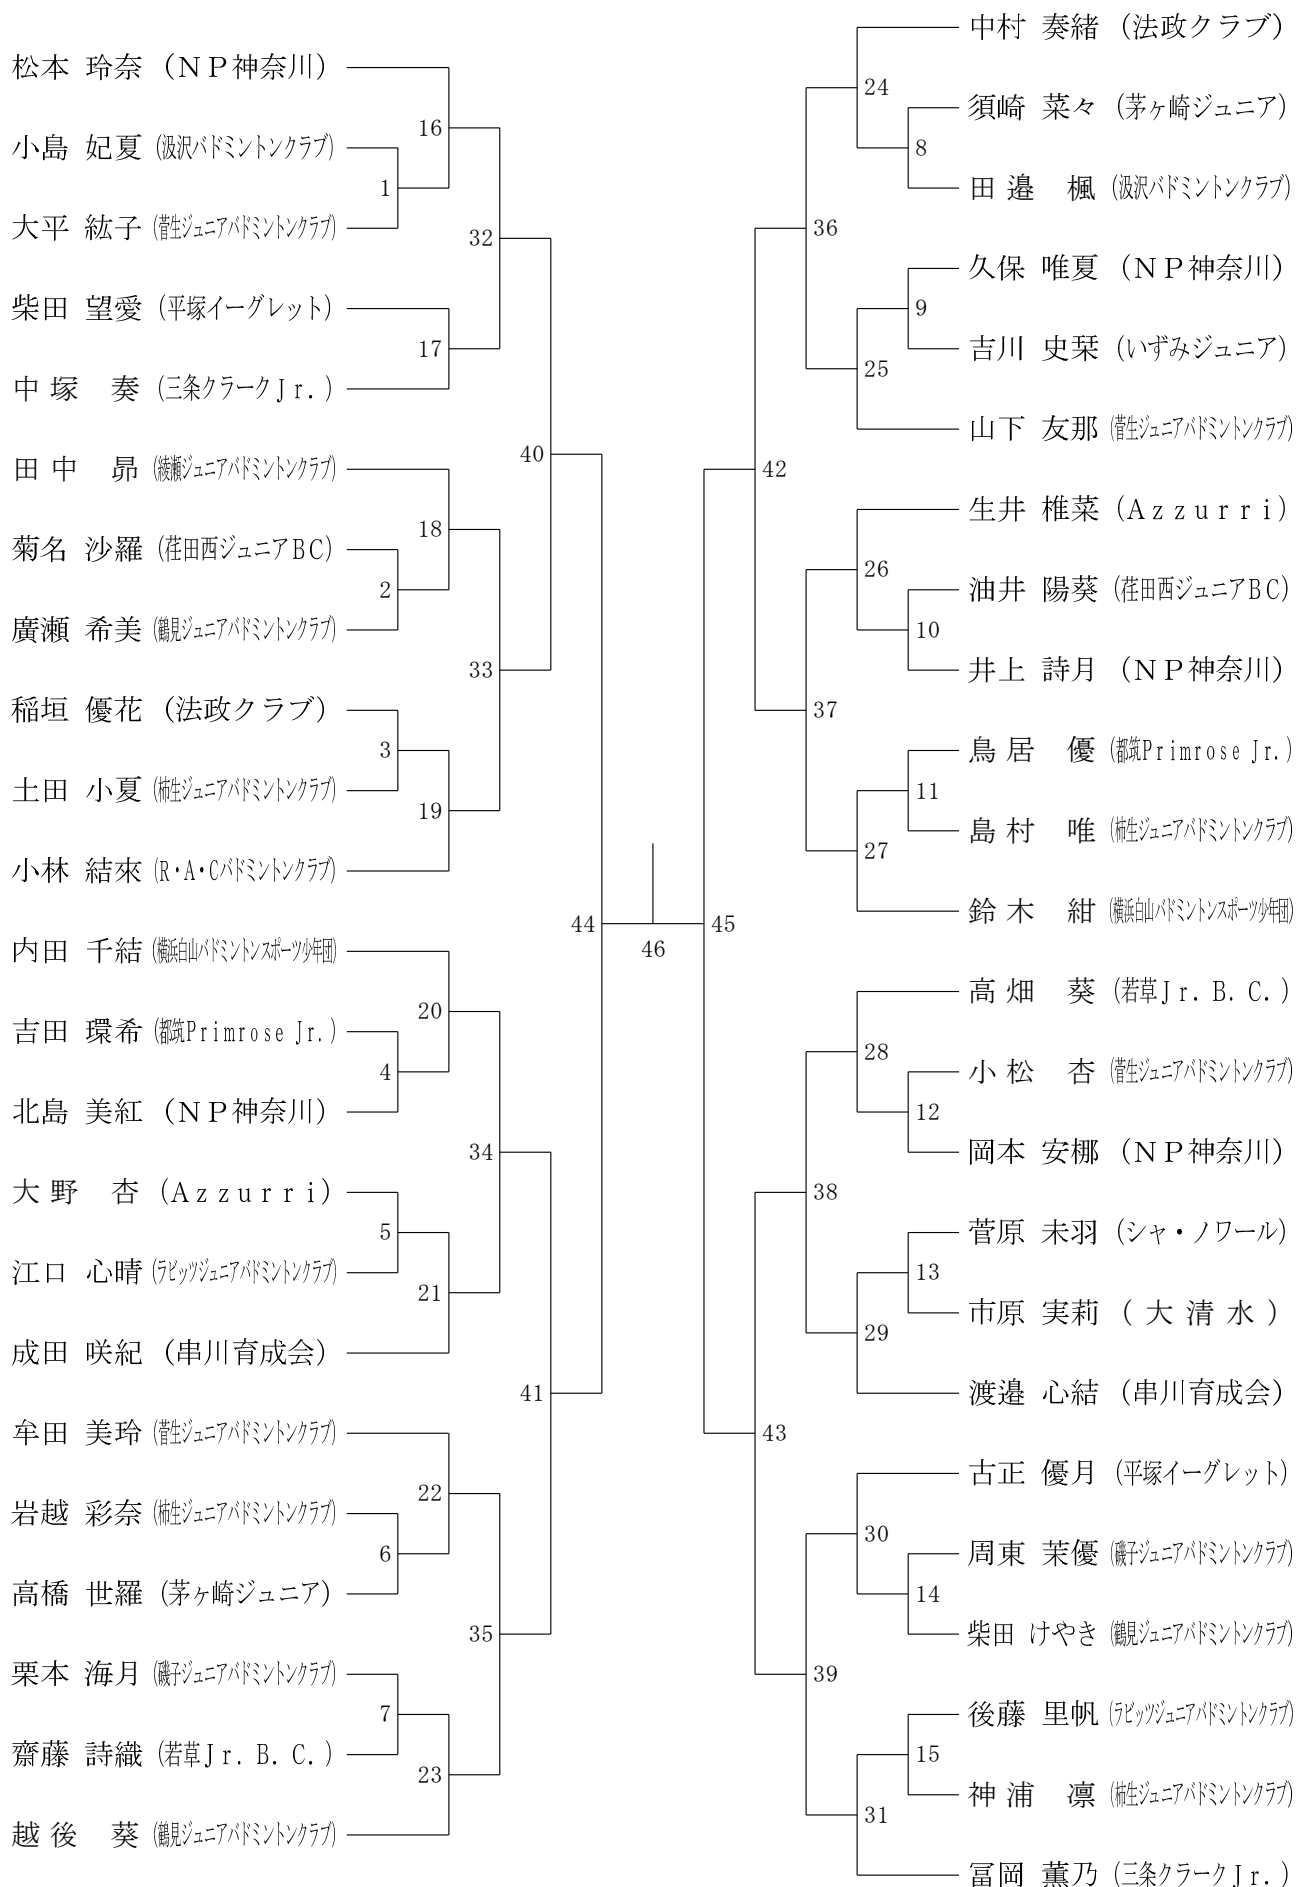 松本 玲奈 (ＮＰ神奈川)
16
小島 妃夏 (汲沢バドミントンクラブ)
1
大平 紘子 (菅生ジュニアバドミントンクラブ)
32
柴田 望愛 (平塚イーグレット)
17
中塚 奏 (三条クラークJr.)
40
田中 昴 (綾瀬ジュニアバドミントンクラブ)
18
菊名 沙羅 (荏田西ジュニアBC)
2
廣瀬 希美 (鶴見ジュニアバドミントンクラブ)
33
稲垣 優花 (法政クラブ)
3
土田 小夏 (柿生ジュニアバドミントンクラブ)
19
小林 結來 (R・A・Cバドミントンクラブ)
44
内田 千結 (横浜白山バドミントンスポーツ少年団)
20
吉田 環希 (都筑Primrose Jr.)
4
北島 美紅 (ＮＰ神奈川)
34
大野 杏 (Azzurri)
5
江口 心晴 (ラビッツジュニアバドミントンクラブ)
21
成田 咲紀 (串川育成会)
41
牟田 美玲 (菅生ジュニアバドミントンクラブ)
22
岩越 彩奈 (柿生ジュニアバドミントンクラブ)
6
高橋 世羅 (茅ヶ崎ジュニア)
35
栗本 海月 (磯子ジュニアバドミントンクラブ)
7
齋藤 詩織 (若草Jr.B.C.)
23
越後 葵 (鶴見ジュニアバドミントンクラブ)
46
中村 奏緒 (法政クラブ)
24
須崎 菜々 (茅ヶ崎ジュニア)
8
田邉 楓 (汲沢バドミントンクラブ)
36
久保 唯夏 (ＮＰ神奈川)
9
吉川 史栞 (いずみジュニア)
25
山下 友那 (菅生ジュニアバドミントンクラブ)
42
生井 椎菜 (Azzurri)
26
油井 陽葵 (荏田西ジュニアBC)
10
井上 詩月 (ＮＰ神奈川)
37
鳥居 優 (都筑Primrose Jr.)
11
島村 唯 (柿生ジュニアバドミントンクラブ)
27
鈴木 紺 (横浜白山バドミントンスポーツ少年団)
45
高畑 葵 (若草Jr.B.C.)
28
小松 杏 (菅生ジュニアバドミントンクラブ)
12
岡本 安梛 (ＮＰ神奈川)
38
菅原 未羽 (シャ・ノワール)
13
市原 実莉 (大清水)
29
渡邉 心結 (串川育成会)
43
古正 優月 (平塚イーグレット)
30
周東 茉優 (磯子ジュニアバドミントンクラブ)
14
柴田 けやき (鶴見ジュニアバドミントンクラブ)
39
後藤 里帆 (ラビッツジュニアバドミントンクラブ)
15
神浦 凛 (柿生ジュニアバドミントンクラブ)
31
冨岡 薫乃 (三条クラークJr.)